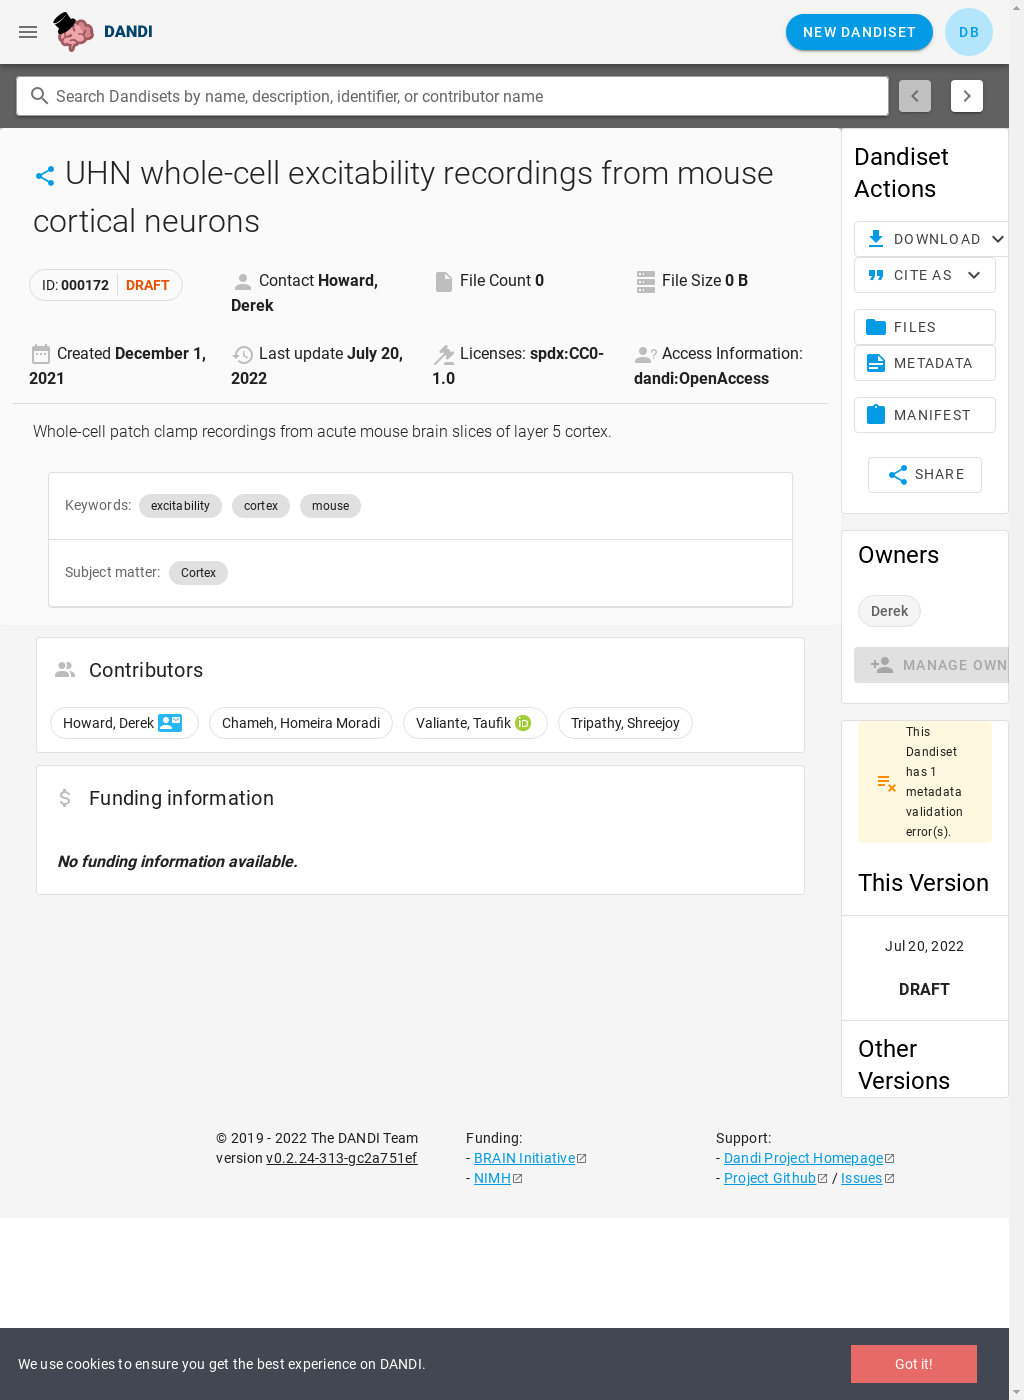 DANDI
NEW DANDISET
DB
Search Dandisets by name, description, identifier, or contributor name
UHN whole-cell excitability recordings from mouse
cortical neurons
ID: 000172 DRAFT
Contact Howard,
Derek
File Count 0
File Size 0 B
Created December 1,
2021
Last update July 20,
2022
Licenses: spdx:CC0-
1.0
Access Information:
dandi:OpenAccess
Whole-cell patch clamp recordings from acute mouse brain slices of layer 5 cortex.
Keywords: excitability cortex mouse
Subject matter: Cortex
Contributors
Howard, Derek Chameh, Homeira Moradi Valiante, Taufik iD Tripathy, Shreejoy
Funding information
No funding information available.
Dandiset
Actions
DOWNLOAD
CITE AS
FILES
METADATA
MANIFEST
SHARE
Owners
Derek
MANAGE OWN
This
Dandiset
has 1
metadata
validation
error(s).
This Version
Jul 20, 2022
DRAFT
Other
Versions
© 2019 - 2022 The DANDI Team
version v0.2.24-313-gc2a751ef
Funding:
- BRAIN Initiative
- NIMH
Support:
- Dandi Project Homepage
- Project Github / Issues
We use cookies to ensure you get the best experience on DANDI.
Got it!